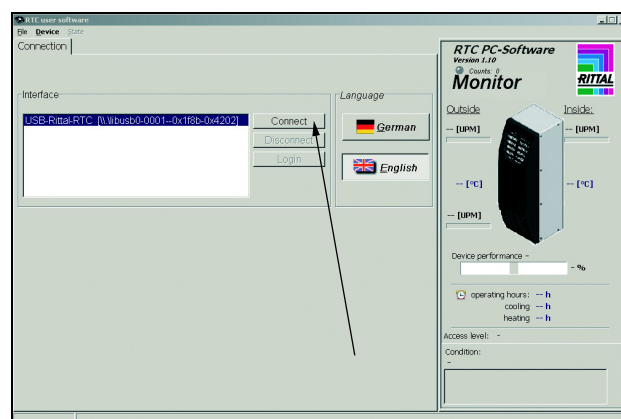 RTC user software
File Device State
Connection
Interface
USB-Rittal-RTC [\\.\libusb0-0001--0x1f8b-0x4202]
Connect
Disconnect
Login
Language
German
English
RTC PC-Software
Version 1.10
Counts: 0
Monitor
RITTAL
Outside
Inside:
-- [UPM]
-- [UPM]
-- [°C]
-- [°C]
-- [UPM]
Device performance -
- %
operating hours: -- h
cooling -- h
heating -- h
Access level: -
Condition:
-